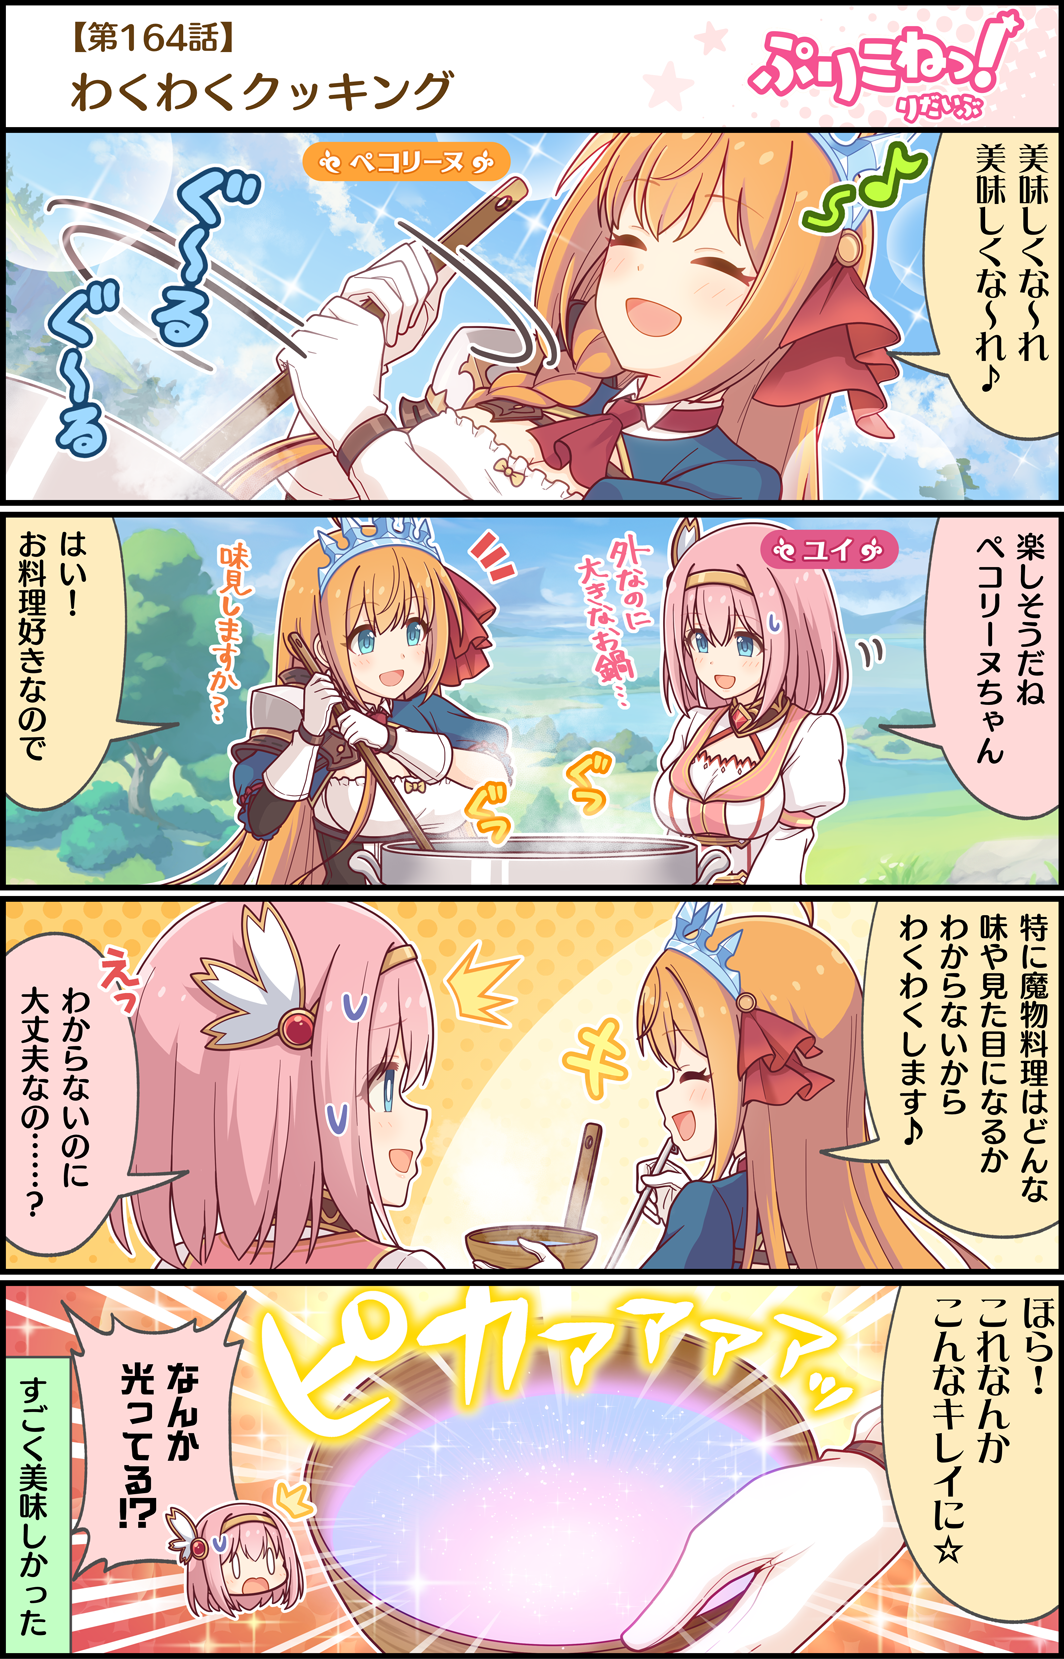 【第164話】
わくわくクッキング
ぷりこねっ!
りだいぶ
ペコリーヌ
美味しくな〜れ
美味しくな〜れ♪
ぐ〜る
ぐ〜る
ユイ
楽しそうだね
ペコリーヌちゃん
外なのに
大きなお鍋…
味見しますか?
はい!
お料理好きなので
ぐっ
ぐっ
特に魔物料理はどんな
味や見た目になるか
わからないから
わくわくします♪
キ
えっ
わからないのに
大丈夫なの……?
ほら!
これなんか
こんなキレイに☆
ピカァァァァッ
なんか
光ってる!?
すごく美味しかった